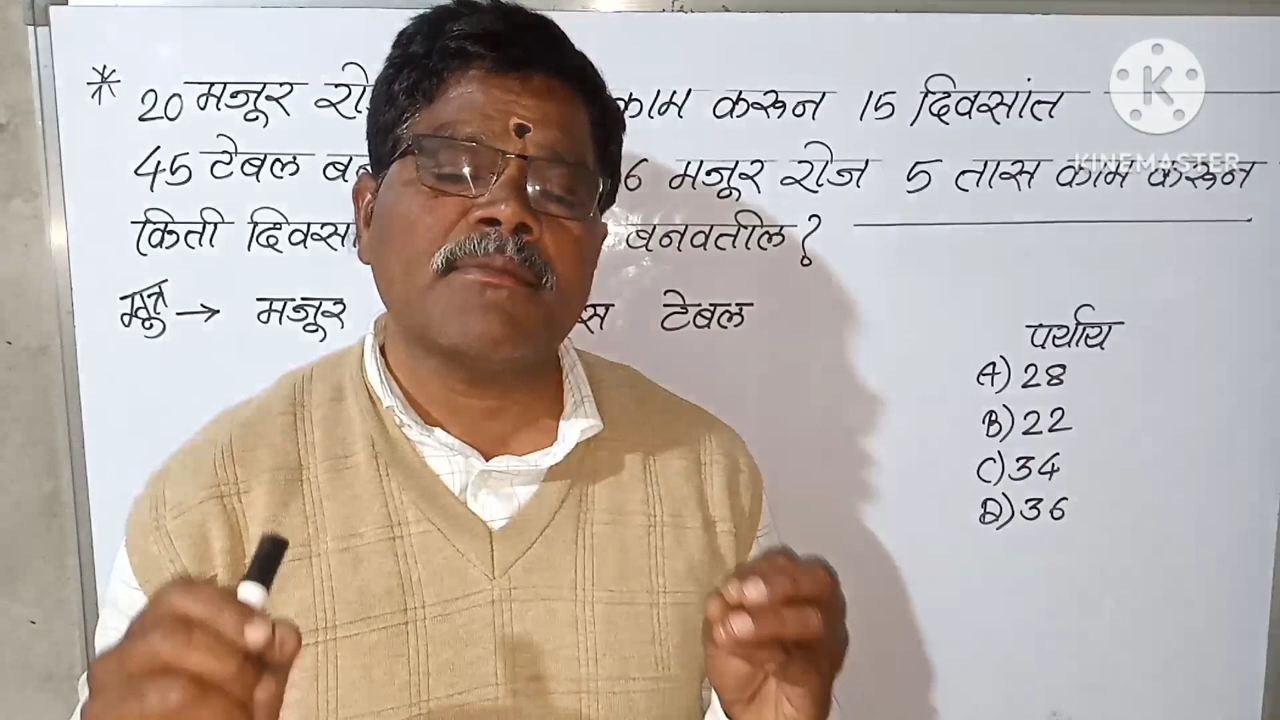 * 20 मजूर काम करून 15 दिवसांत
45 टेबल 6 मजूर रोज 5 तास काम करून
किती बनवतील?
सूत्र → मजूर टेबल
पर्याय
A) 28
B) 22
C) 34
D) 36
K
KINEMASTER